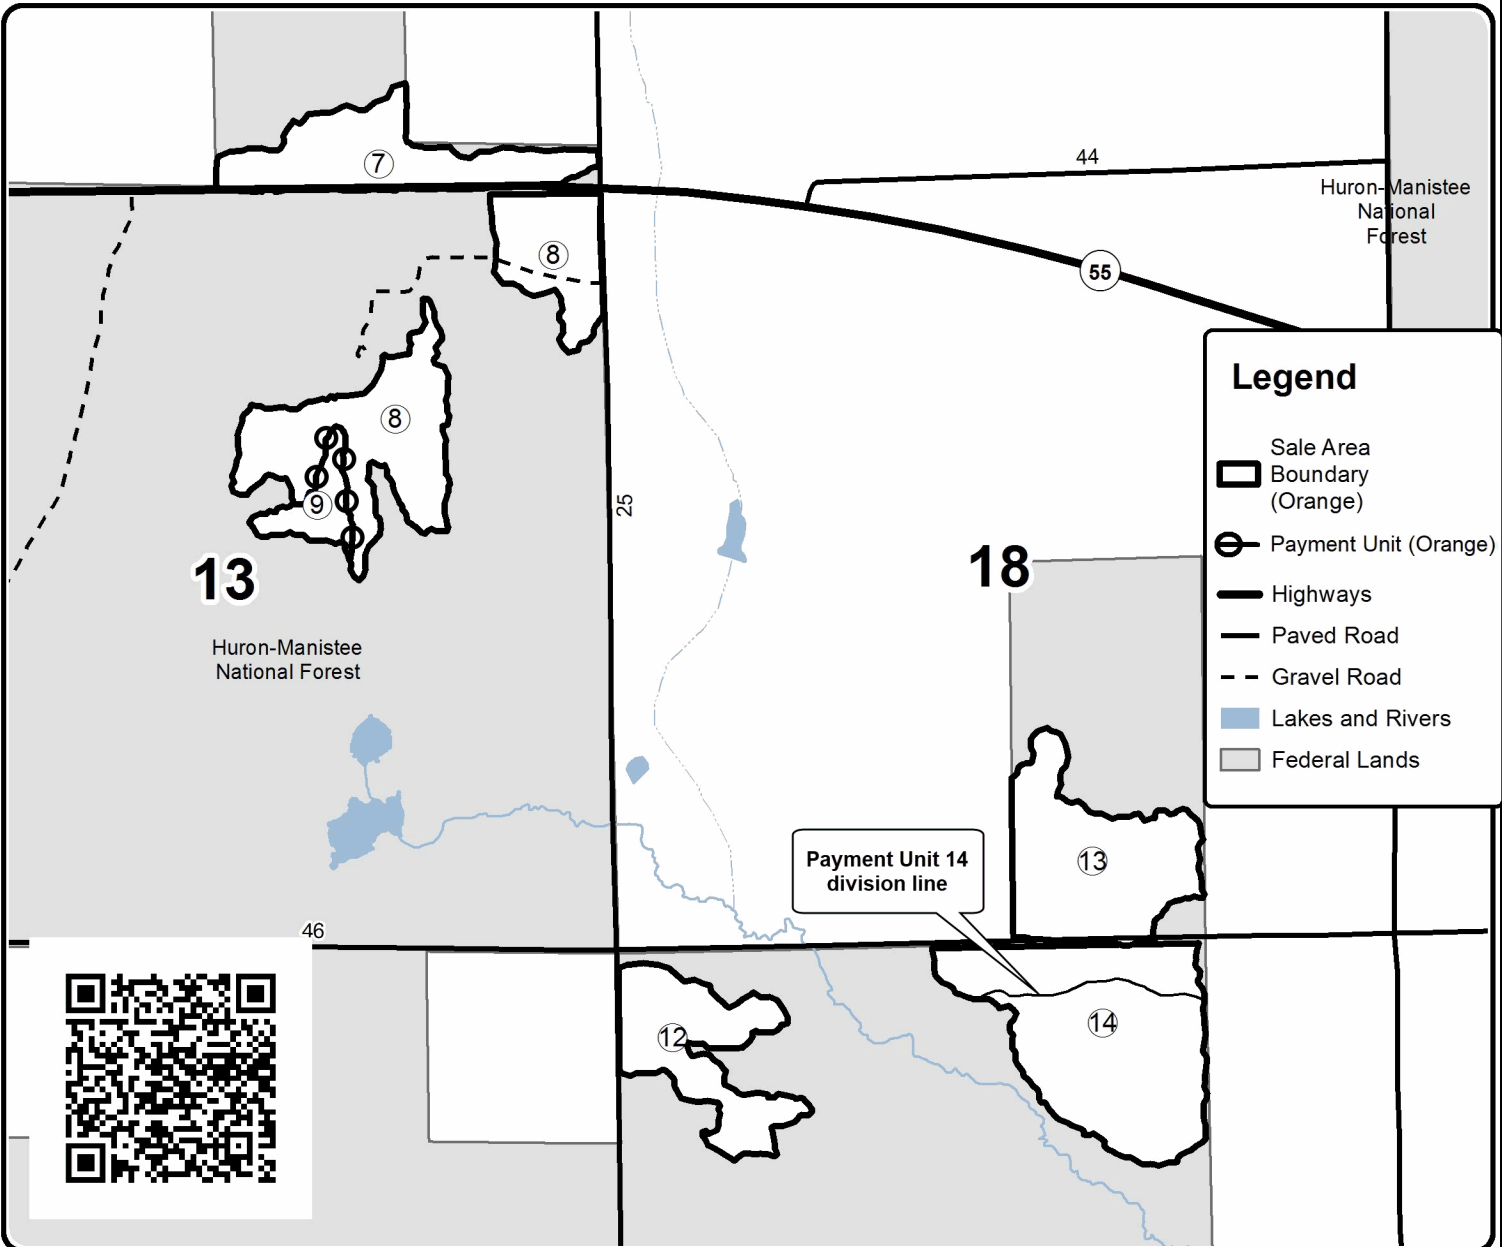 7
44
Huron-Manistee
National
Forest
8
55
Legend
8
Sale Area
Boundary
(Orange)
9
25
Payment Unit (Orange)
13
18
Highways
Paved Road
Huron-Manistee
National Forest
Gravel Road
Lakes and Rivers
Federal Lands
Payment Unit 14
division line
13
46
12
14